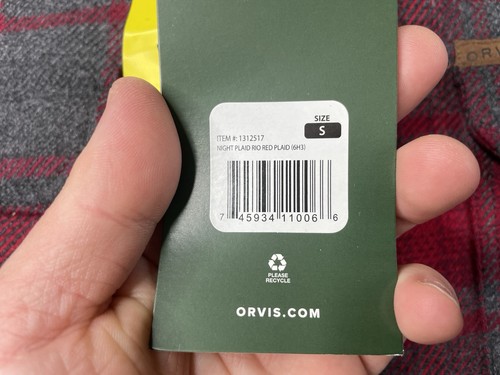 SIZE
S
ITEM #: 1312517
NIGHT PLAID RIO RED PLAID (6H3)
7 45934 11006 6
PLEASE
RECYCLE
ORVIS.COM